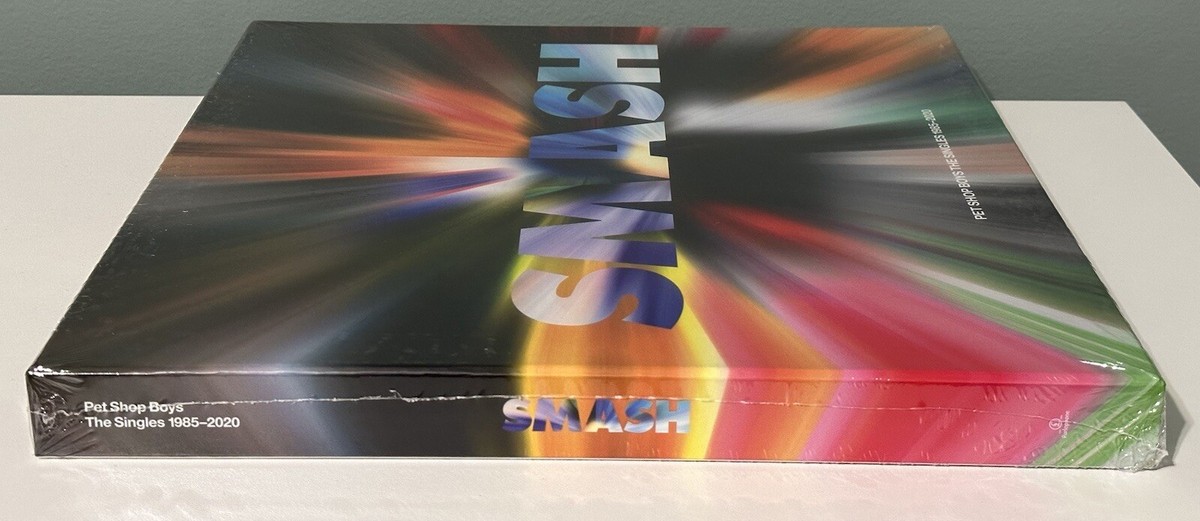 SMASH
PET SHOP BOYS THE SINGLES 1985–2020
Pet Shop Boys
The Singles 1985–2020
SMASH